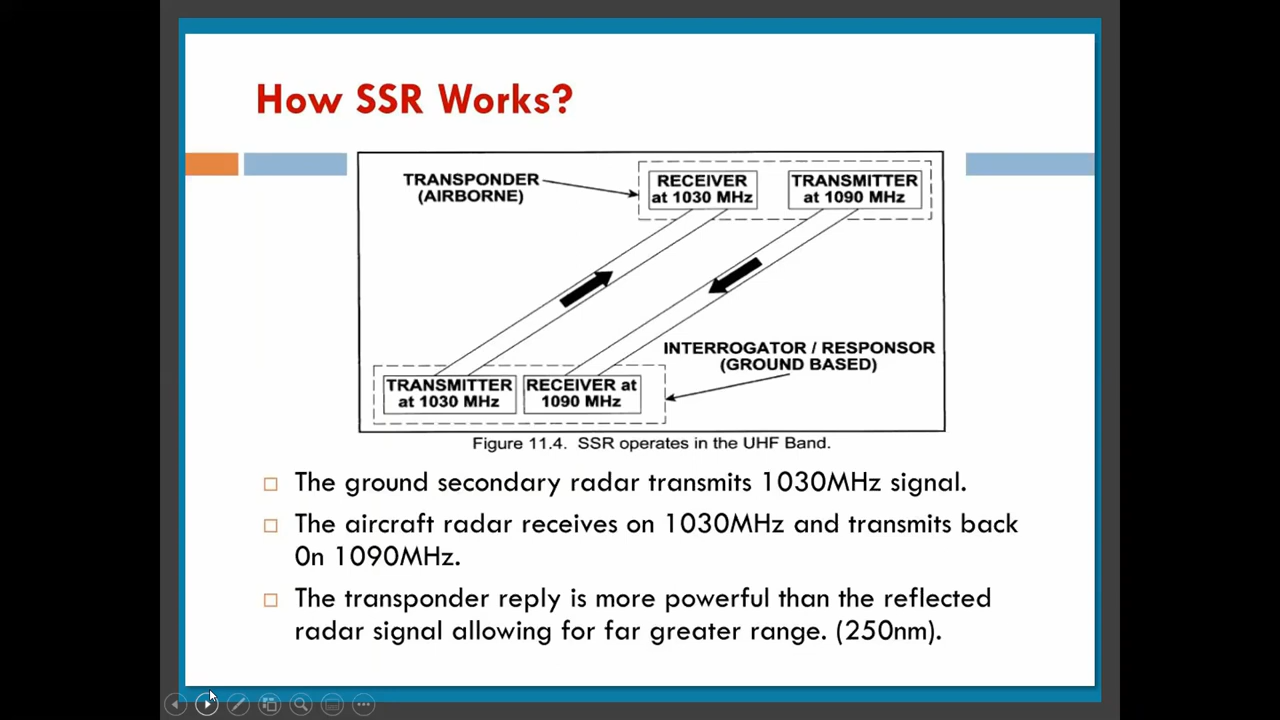 How SSR Works?
TRANSPONDER
(AIRBORNE)
RECEIVER
at 1030 MHz
TRANSMITTER
at 1090 MHz
INTERROGATOR / RESPONSOR
(GROUND BASED)
TRANSMITTER
at 1030 MHz
RECEIVER at
1090 MHz
Figure 11.4. SSR operates in the UHF Band.
The ground secondary radar transmits 1030MHz signal.
The aircraft radar receives on 1030MHz and transmits back
0n 1090MHz.
The transponder reply is more powerful than the reflected
radar signal allowing for far greater range. (250nm).